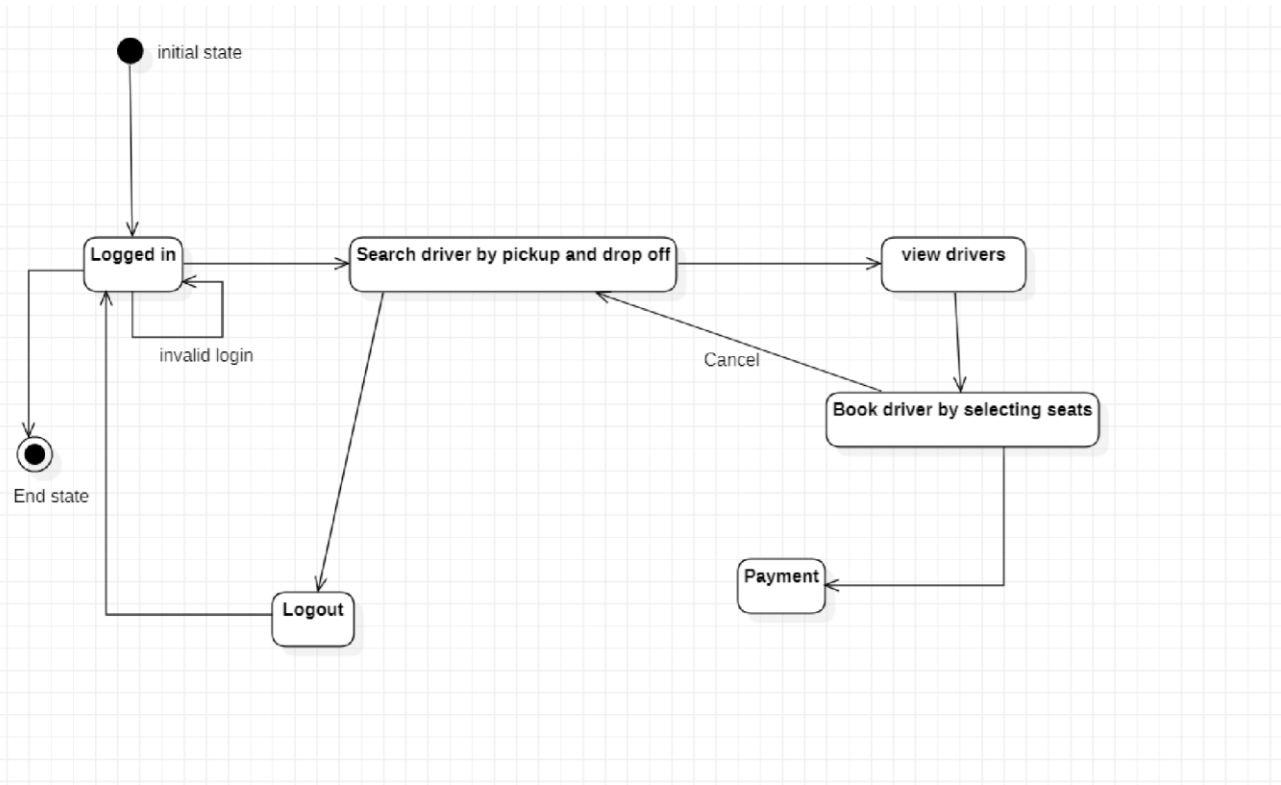 initial state
Logged in
Search driver by pickup and drop off
view drivers
invalid login
Cancel
Book driver by selecting seats
End state
Payment
Logout